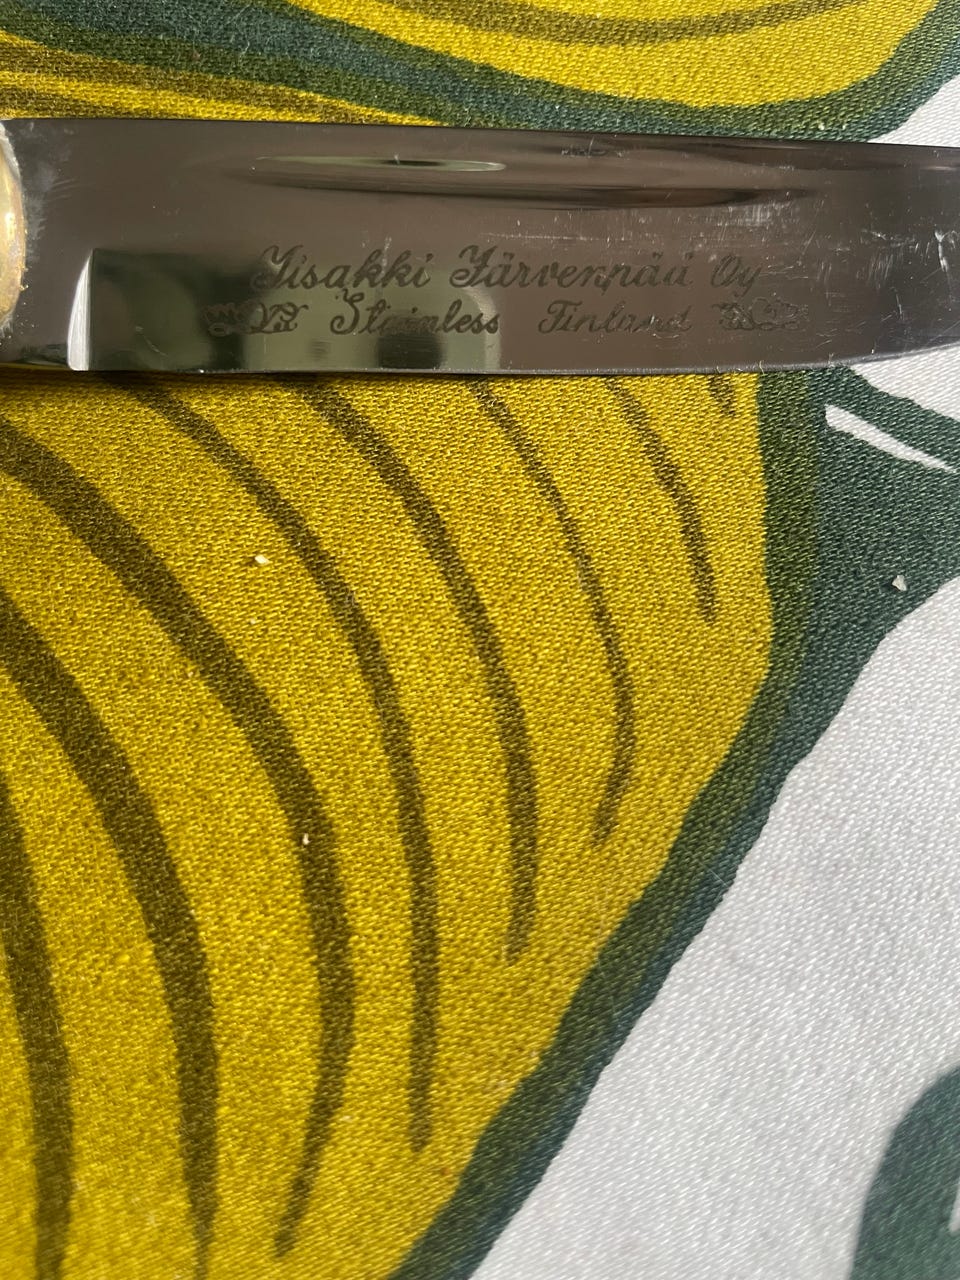 Iisakki Järvenpää Oy
Stainless Finland